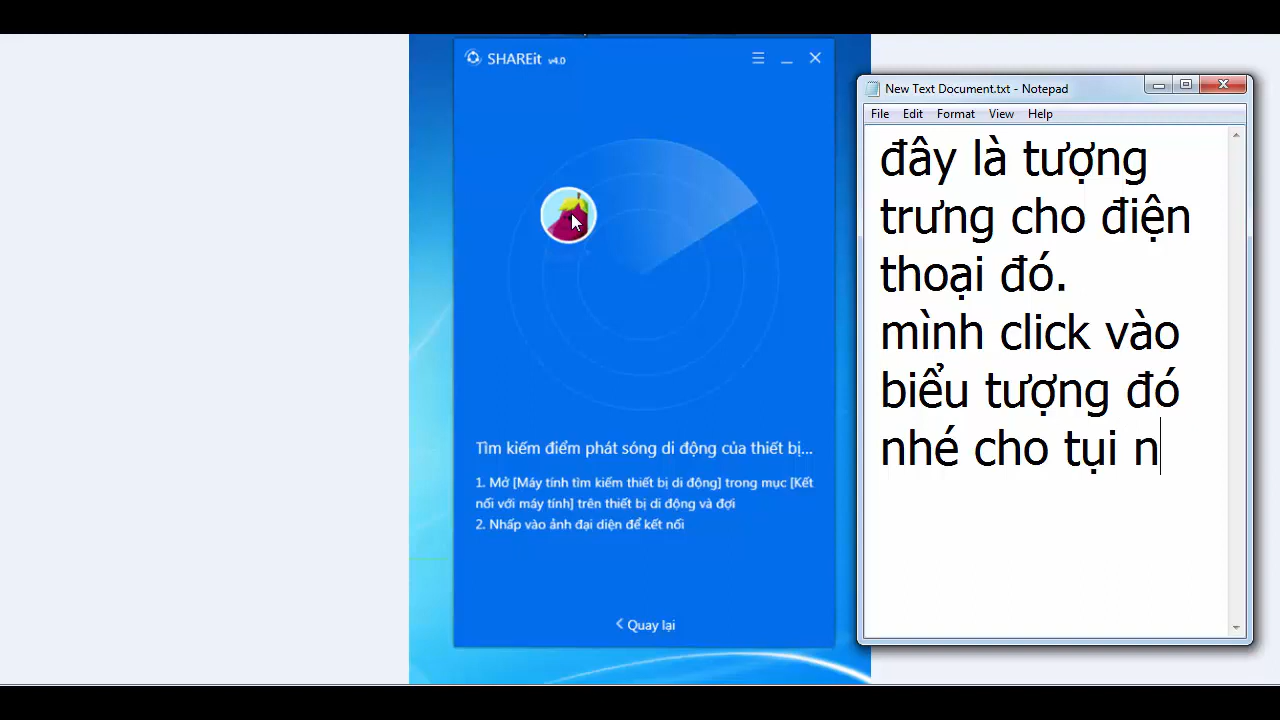 SHAREit v4.0
Tìm kiếm điểm phát sóng di động của thiết bị...
1. Mở [Máy tính tìm kiếm thiết bị di động] trong mục [Kết
nối với máy tính] trên thiết bị di động và đợi
2. Nhấp vào ảnh đại diện để kết nối
Quay lại
New Text Document.txt - Notepad
File Edit Format View Help
đây là tượng
trưng cho điện
thoại đó.
mình click vào
biểu tượng đó
nhé cho tụi n